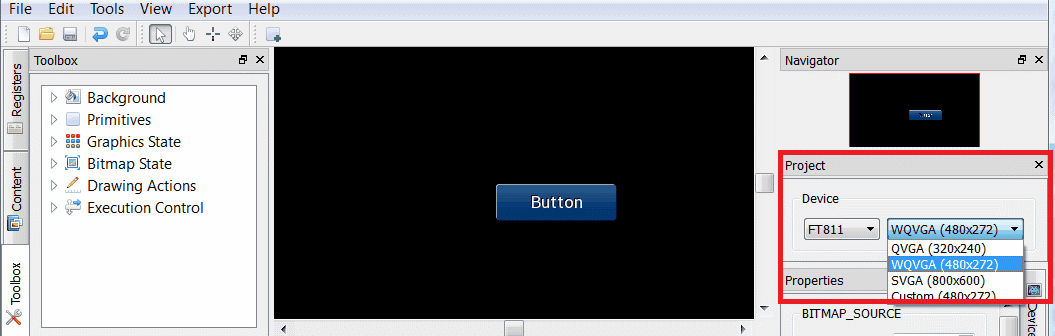 File Edit Tools View Export Help
Registers
Content
Toolbox
Toolbox
Background
Primitives
Graphics State
Bitmap State
Drawing Actions
Execution Control
Button
Navigator
Project
Device
FT811
WQVGA (480x272)
QVGA (320x240)
WQVGA (480x272)
SVGA (800x600)
Custom (480x272)
Properties
BITMAP_SOURCE
Device